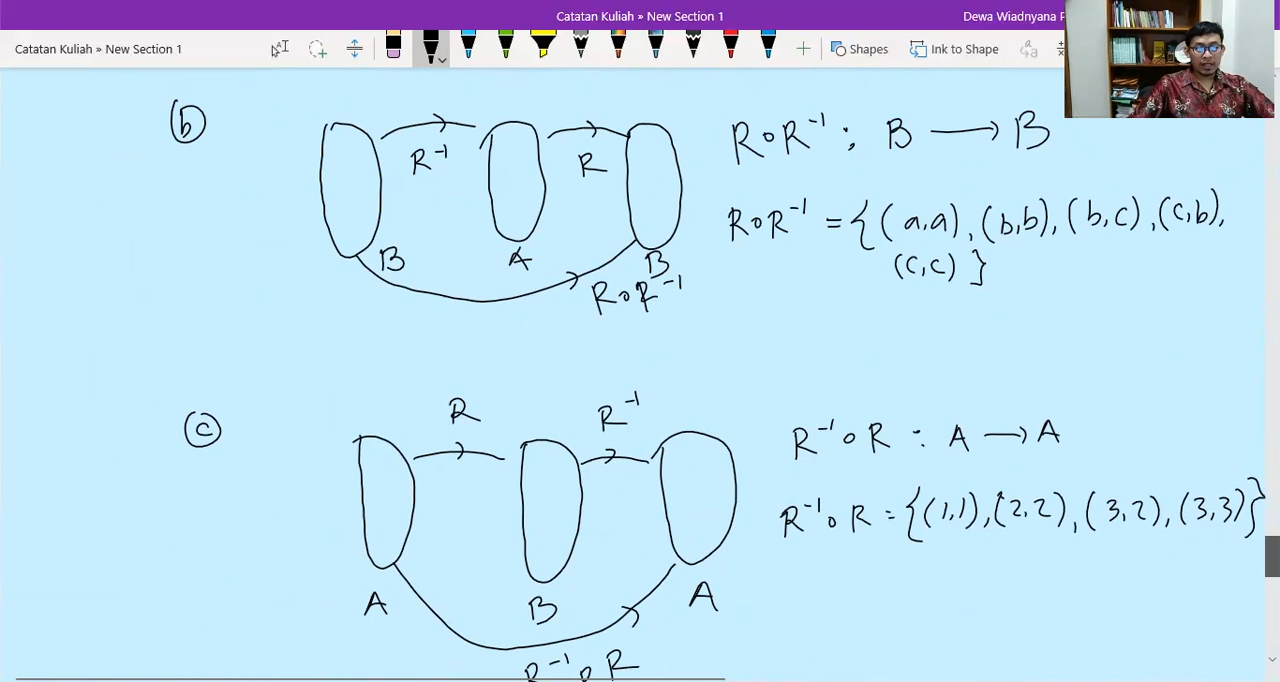 Catatan Kuliah » New Section 1
Dewa Wiadnyana
Catatan Kuliah » New Section 1
Shapes
Ink to Shape
(b)
R⁻¹
R
B
A
B
R∘R⁻¹
R∘R⁻¹ : B → B
R∘R⁻¹ = {(a,a), (b,b), (b,c), (c,b),
(c,c)}
(c)
R
R⁻¹
A
B
A
R⁻¹∘R
R⁻¹∘R : A → A
R⁻¹∘R = {(1,1), (2,2), (3,2), (3,3)}